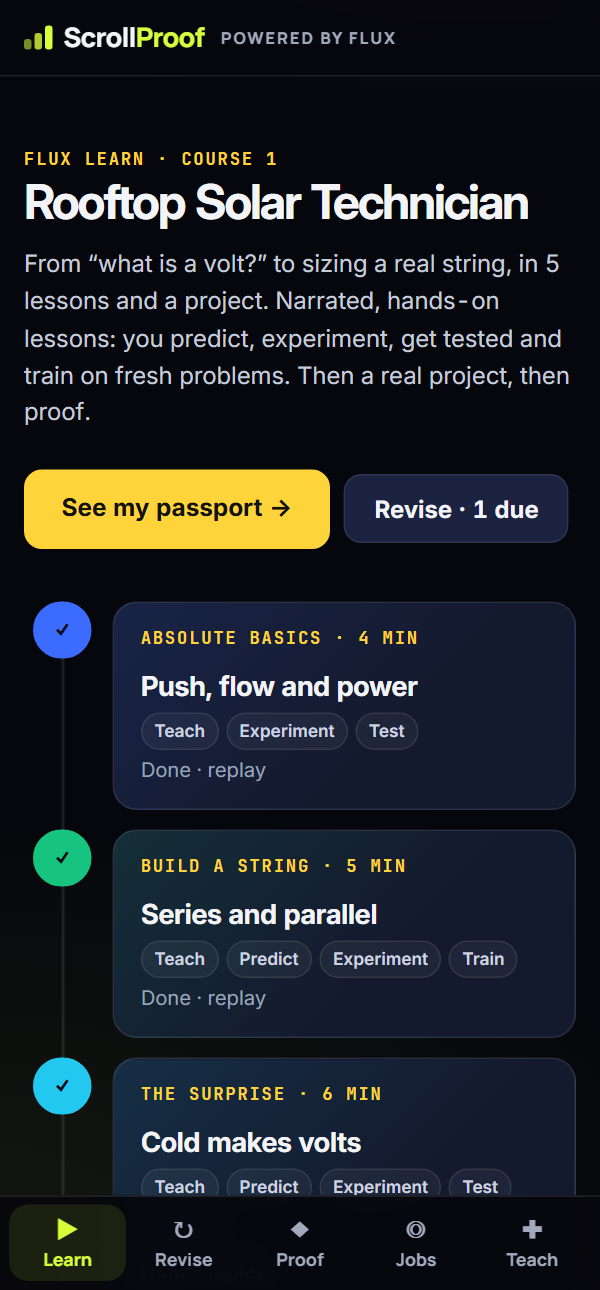 ScrollProof POWERED BY FLUX
FLUX LEARN · COURSE 1
Rooftop Solar Technician
From “what is a volt?” to sizing a real string, in 5
lessons and a project. Narrated, hands-on
lessons: you predict, experiment, get tested and
train on fresh problems. Then a real project, then
proof.
See my passport →
Revise · 1 due
ABSOLUTE BASICS · 4 MIN
Push, flow and power
Teach Experiment Test
Done · replay
BUILD A STRING · 5 MIN
Series and parallel
Teach Predict Experiment Train
Done · replay
THE SURPRISE · 6 MIN
Cold makes volts
Teach Predict Experiment Test
Learn Revise Proof Jobs Teach